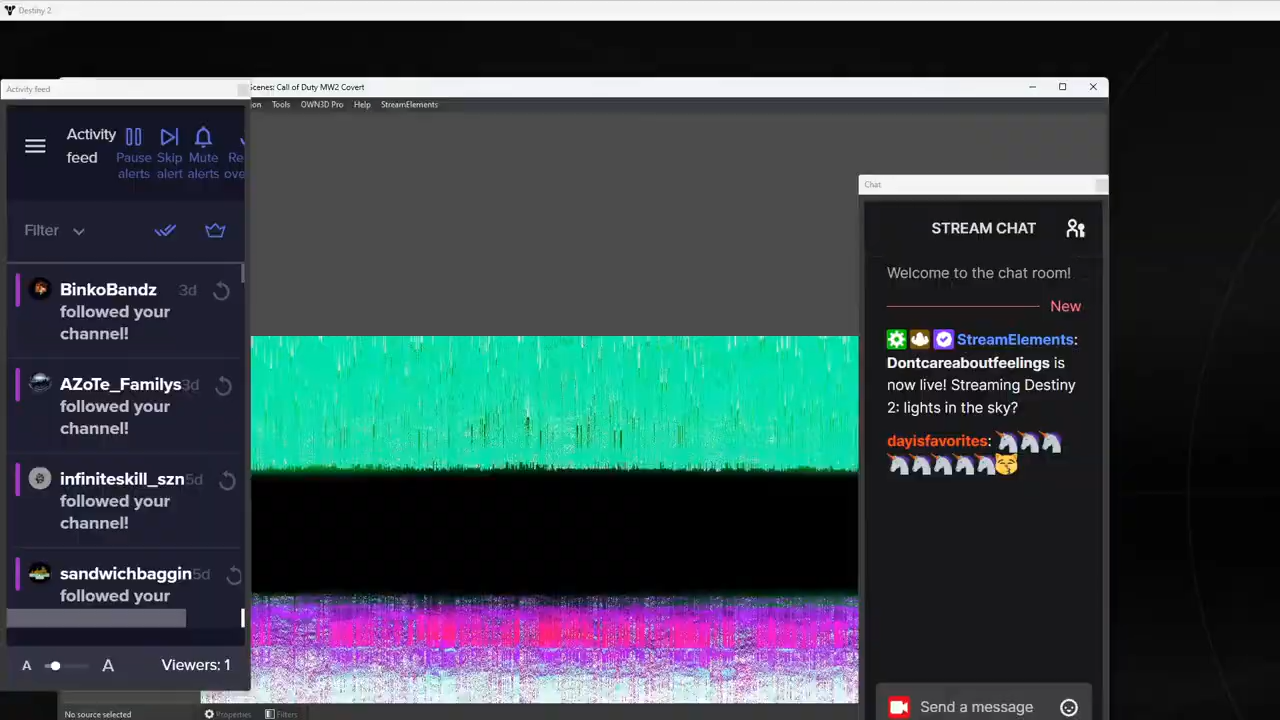 Destiny 2
Activity feed
Scenes: Call of Duty MW2 Covert
Tools OWN3D Pro Help StreamElements
Activity
feed
Pause
alerts
Skip
alert
Mute
alerts
Filter
BinkoBandz 3d
followed your
channel!
AZoTe_Familys 3d
followed your
channel!
infiniteskill_szn 5d
followed your
channel!
sandwichbaggin 5d
followed your
A A Viewers: 1
No source selected
Properties Filters
Chat
STREAM CHAT
Welcome to the chat room!
New
StreamElements:
Dontcareaboutfeelings is
now live! Streaming Destiny
2: lights in the sky?
dayisfavorites:
Send a message